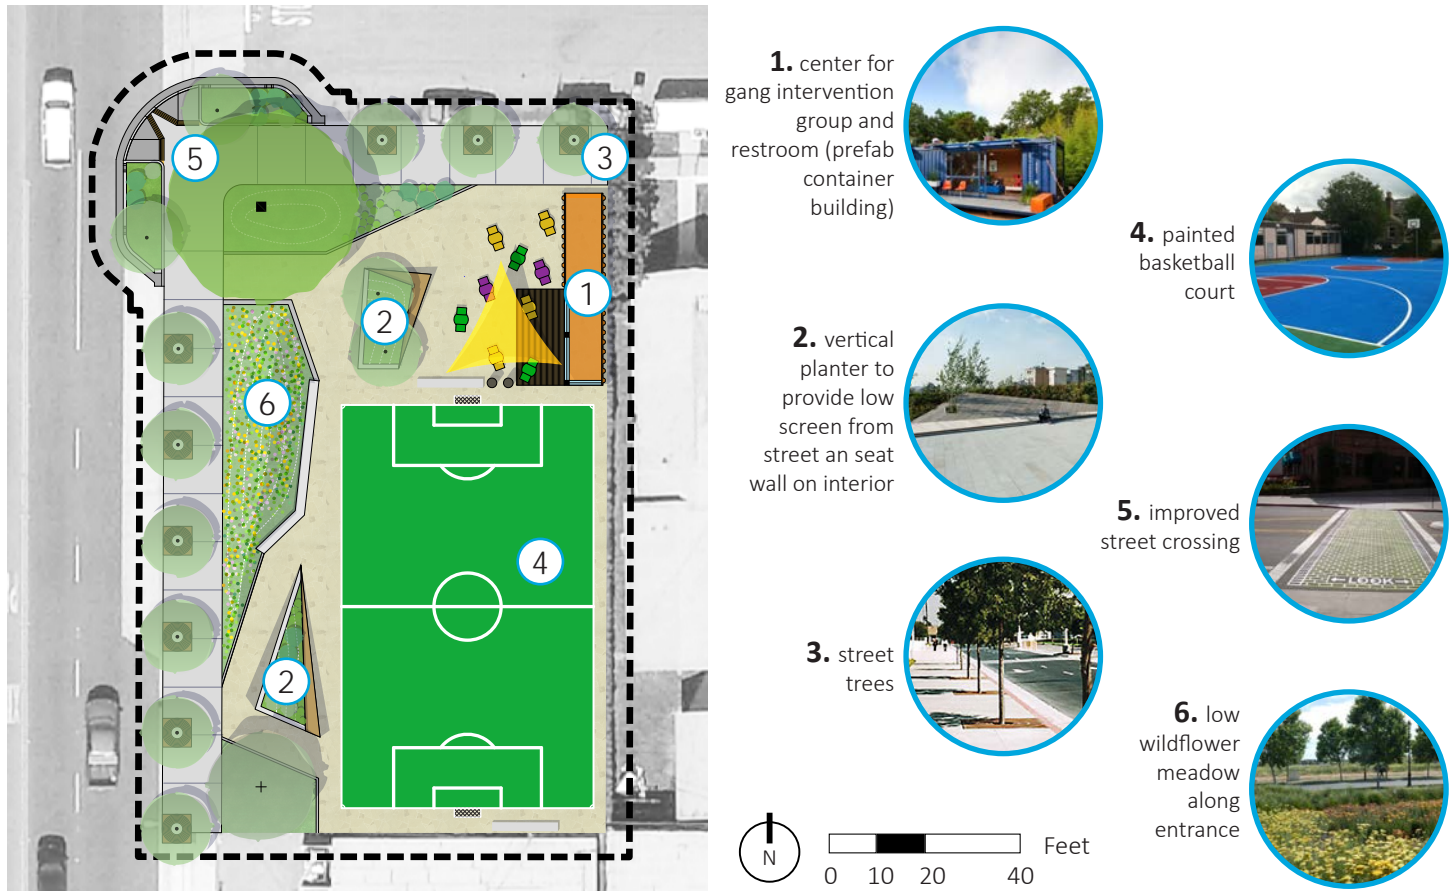 5
3
1
2
6
4
2
1. center for
gang intervention
group and
restroom (prefab
container
building)
2. vertical
planter to
provide low
screen from
street an seat
wall on interior
3. street
trees
4. painted
basketball
court
5. improved
street crossing
LOOK
6. low
wildflower
meadow
along
entrance
N
Feet
0 10 20 40